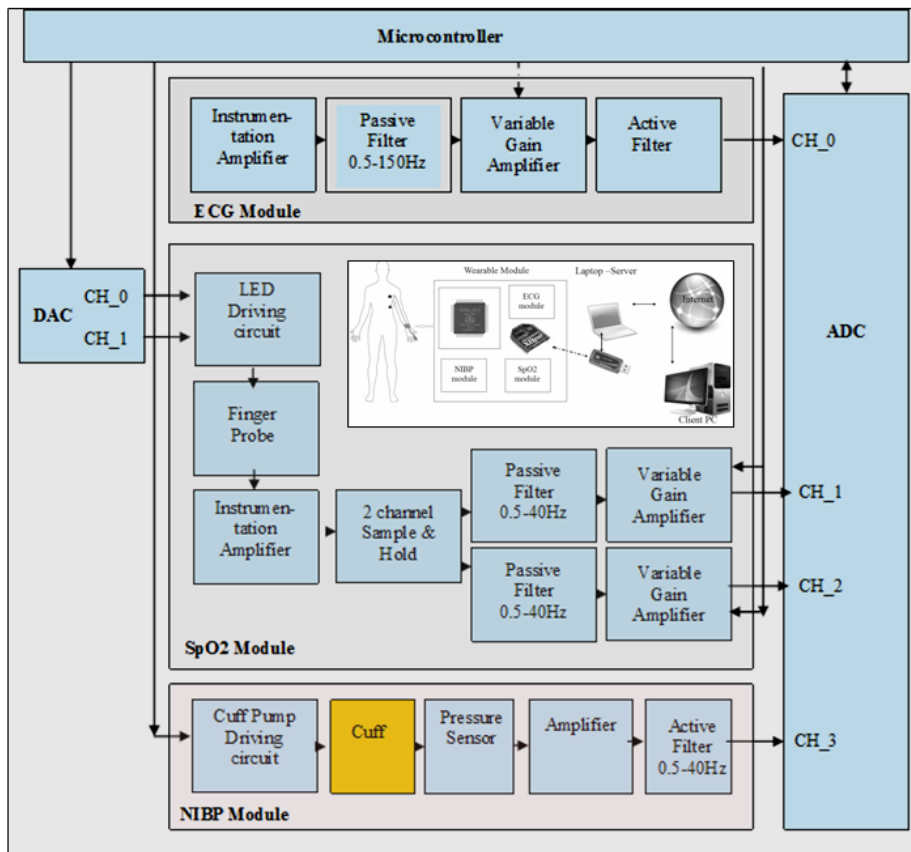 Microcontroller
Instrumen-
tation
Amplifier
Passive
Filter
0.5-150Hz
Variable
Gain
Amplifier
Active
Filter
CH_0
ECG Module
DAC
CH_0
CH_1
LED
Driving
circuit
Wearable Module
ECG
module
NIBP
module
SpO2
module
Laptop –Server
Internet
Client PC
ADC
Finger
Probe
Instrumen-
tation
Amplifier
2 channel
Sample &
Hold
Passive
Filter
0.5-40Hz
Variable
Gain
Amplifier
CH_1
Passive
Filter
0.5-40Hz
Variable
Gain
Amplifier
CH_2
SpO2 Module
Cuff Pump
Driving
circuit
Cuff
Pressure
Sensor
Amplifier
Active
Filter
0.5-40Hz
CH_3
NIBP Module